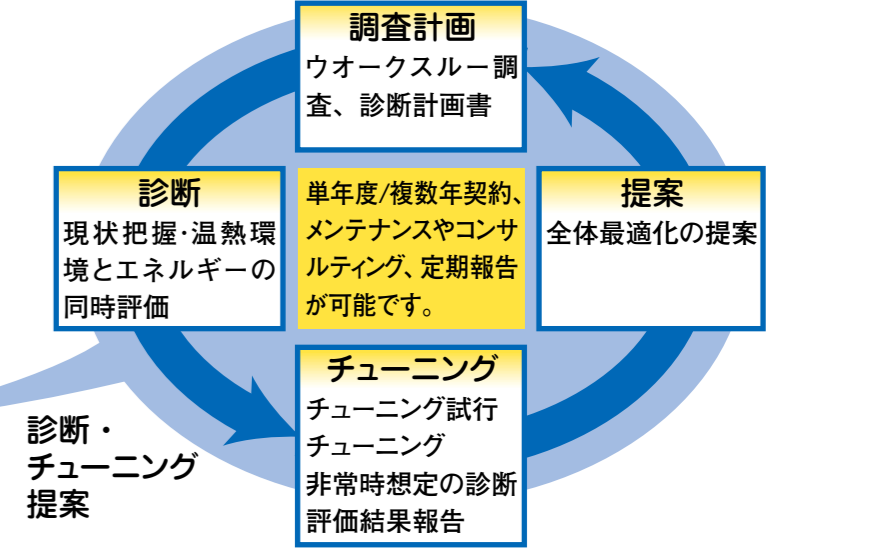 調査計画
ウオークスルー調
査、診断計画書
診断
現状把握・温熱環
境とエネルギーの
同時評価
単年度/複数年契約、
メンテナンスやコンサ
ルティング、定期報告
が可能です。
提案
全体最適化の提案
チューニング
チューニング試行
チューニング
非常時想定の診断
評価結果報告
診断・
チューニング
提案